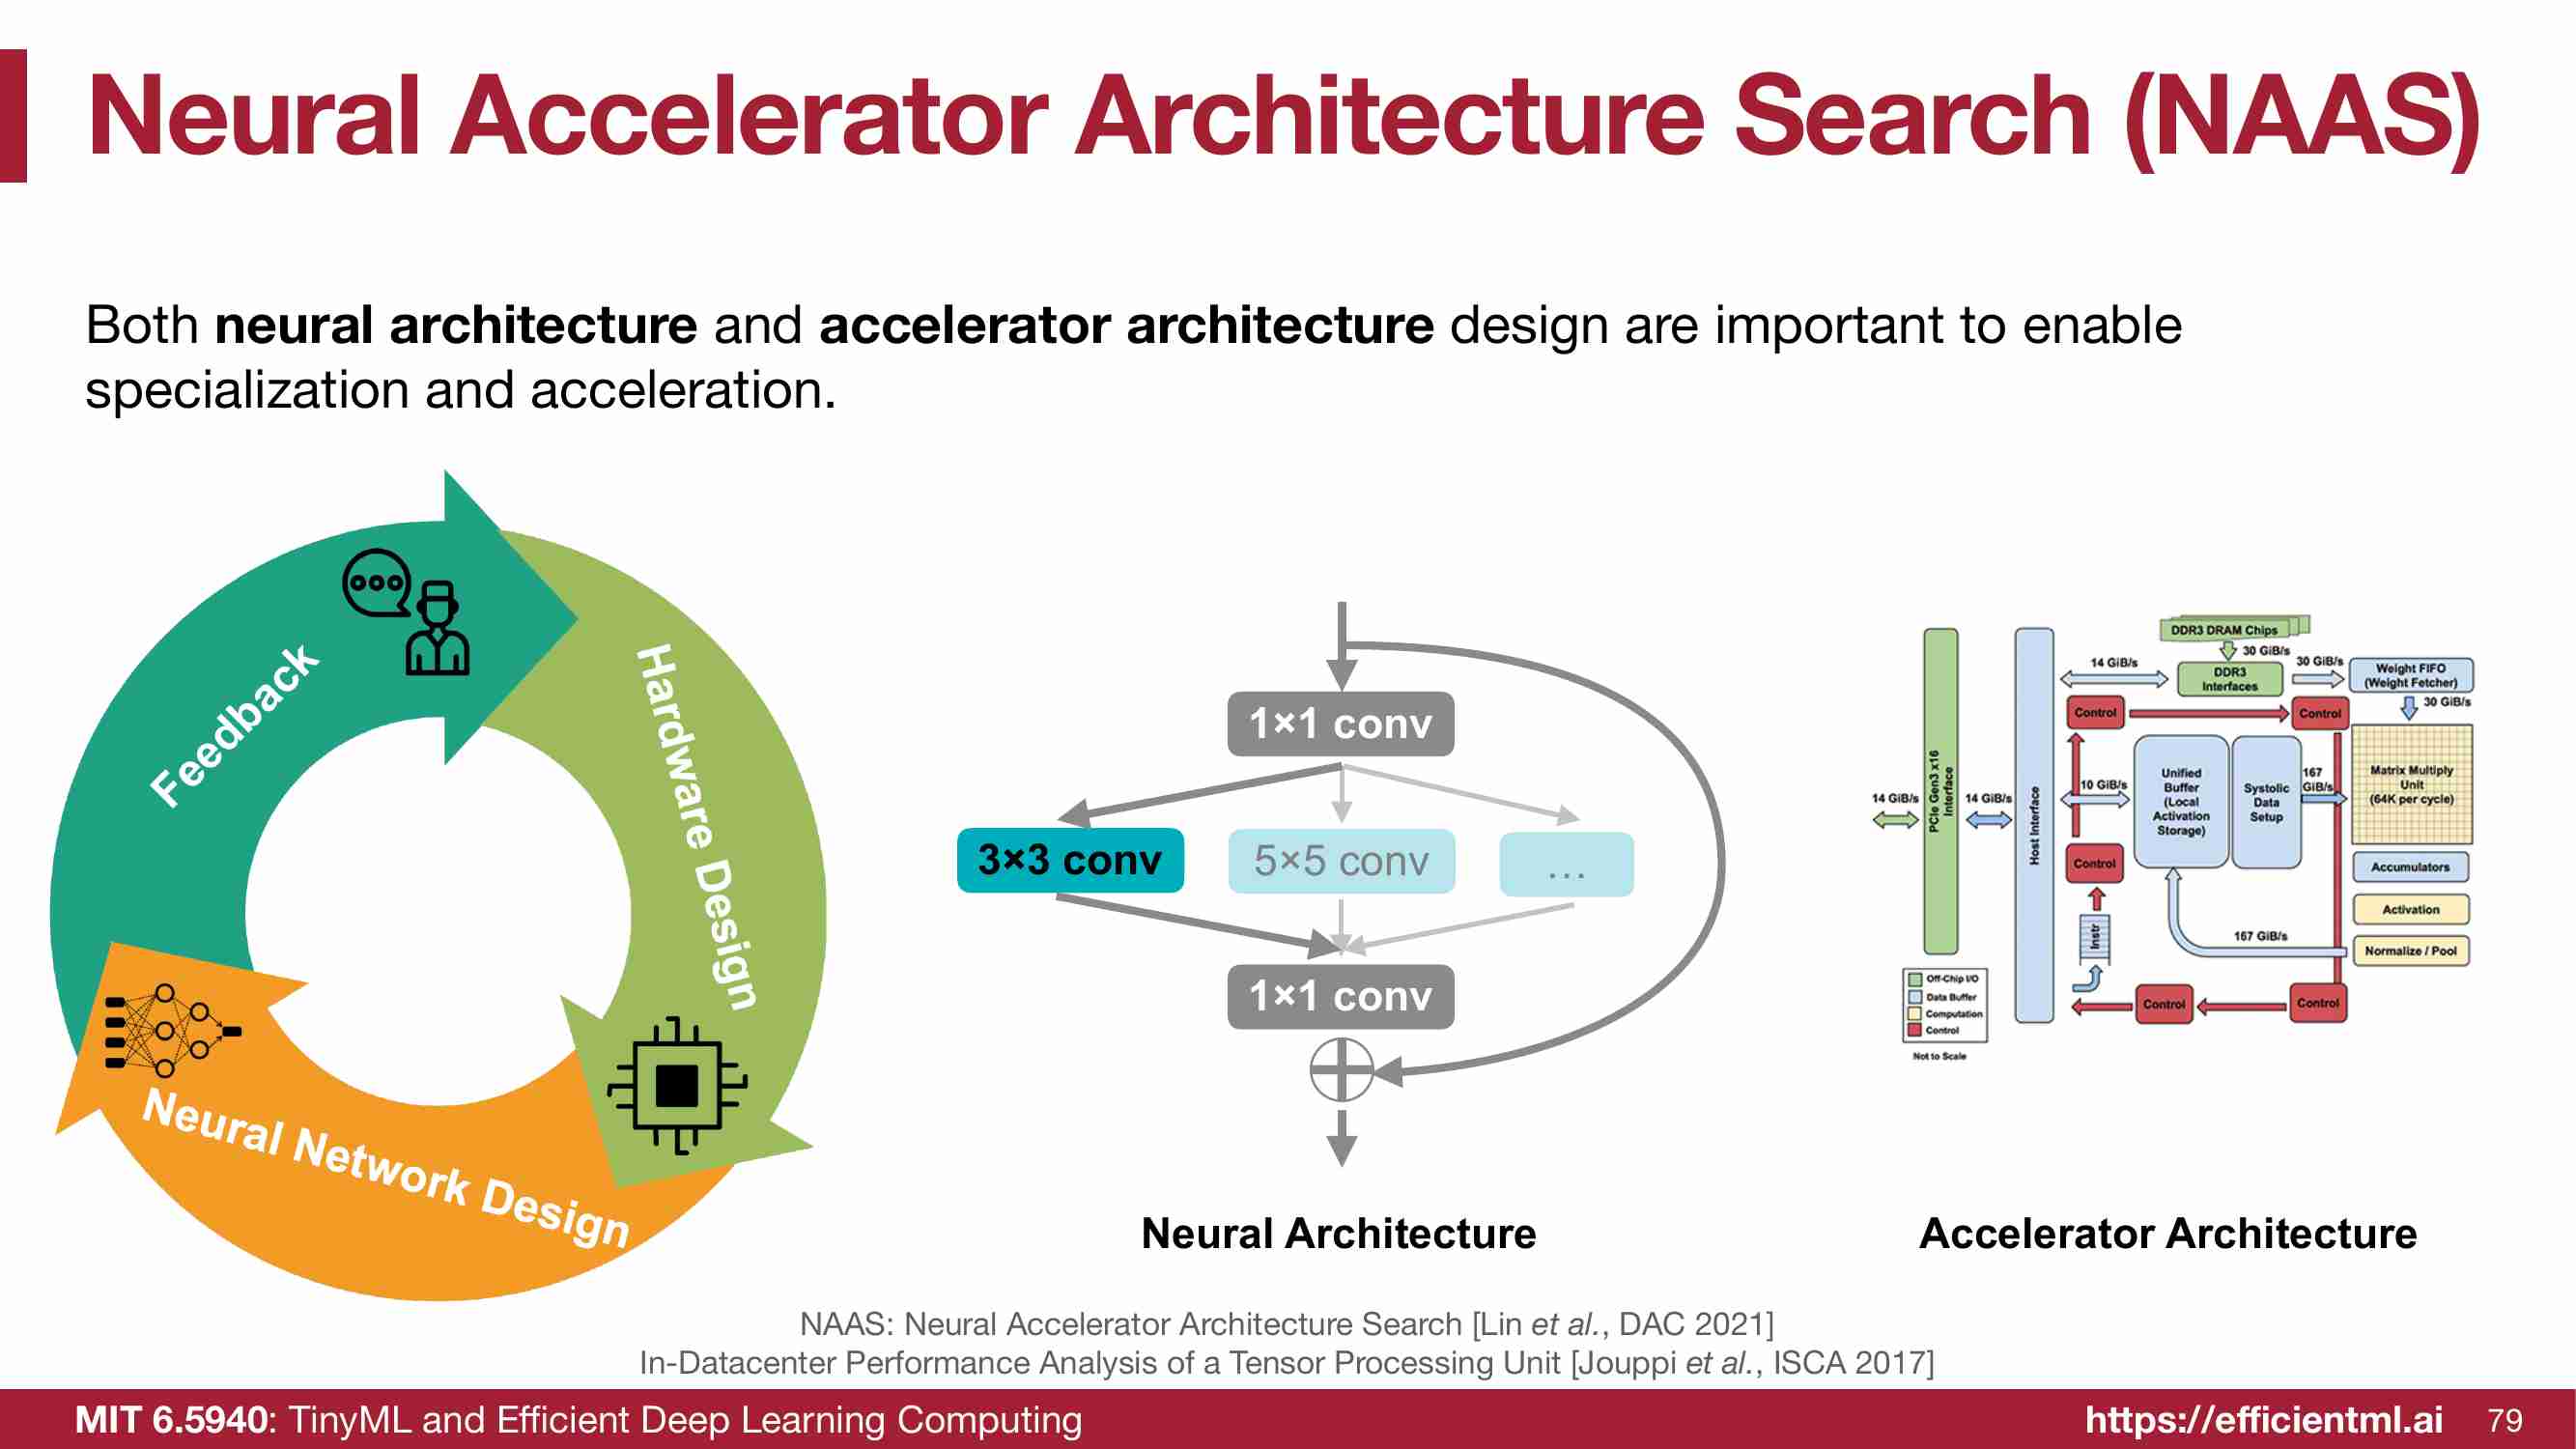 Neural Accelerator Architecture Search (NAAS)
Both neural architecture and accelerator architecture design are important to enable
specialization and acceleration.
Feedback
Hardware Design
Neural Network Design
1×1 conv
3×3 conv
5×5 conv
...
1×1 conv
Neural Architecture
DDR3 DRAM Chips
30 GiB/s
14 GiB/s
DDR3
Interfaces
30 GiB/s
Weight FIFO
(Weight Fetcher)
30 GiB/s
Control
Control
14 GiB/s
PCIe Gen3 x16
Interface
14 GiB/s
Host Interface
10 GiB/s
Unified
Buffer
(Local
Activation
Storage)
Systolic
Data
Setup
167
GiB/s
Matrix Multiply
Unit
(64K per cycle)
Control
Accumulators
Activation
Instr
167 GiB/s
Normalize / Pool
Off-Chip I/O
Data Buffer
Computation
Control
Not to Scale
Control
Control
Accelerator Architecture
NAAS: Neural Accelerator Architecture Search [Lin et al., DAC 2021]
In-Datacenter Performance Analysis of a Tensor Processing Unit [Jouppi et al., ISCA 2017]
MIT 6.5940: TinyML and Efficient Deep Learning Computing
https://efficientml.ai
79